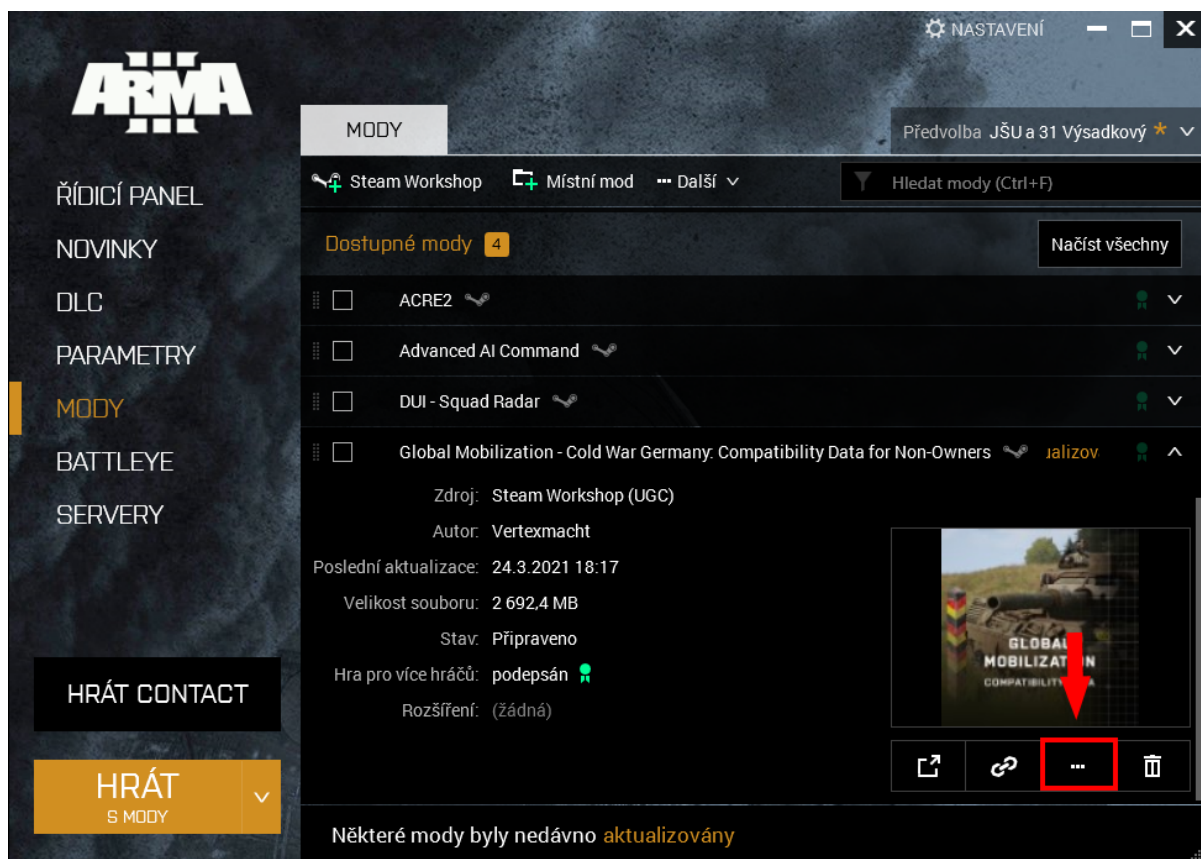 NASTAVENÍ
ARMA III
MODY
Předvolba JŠU a 31 Výsadkový *
Steam Workshop Místní mod ··· Další
Hledat mody (Ctrl+F)
ŘÍDICÍ PANEL
NOVINKY
DLC
PARAMETRY
MODY
BATTLEYE
SERVERY
HRÁT CONTACT
HRÁT
S MODY
Dostupné mody 4
Načíst všechny
ACRE2
Advanced AI Command
DUI - Squad Radar
Global Mobilization - Cold War Germany: Compatibility Data for Non-Owners ualizov
Zdroj: Steam Workshop (UGC)
Autor: Vertexmacht
Poslední aktualizace: 24.3.2021 18:17
Velikost souboru: 2 692,4 MB
Stav: Připraveno
Hra pro více hráčů: podepsán
Rozšíření: (žádná)
GLOBAL
Některé mody byly nedávno aktualizovány